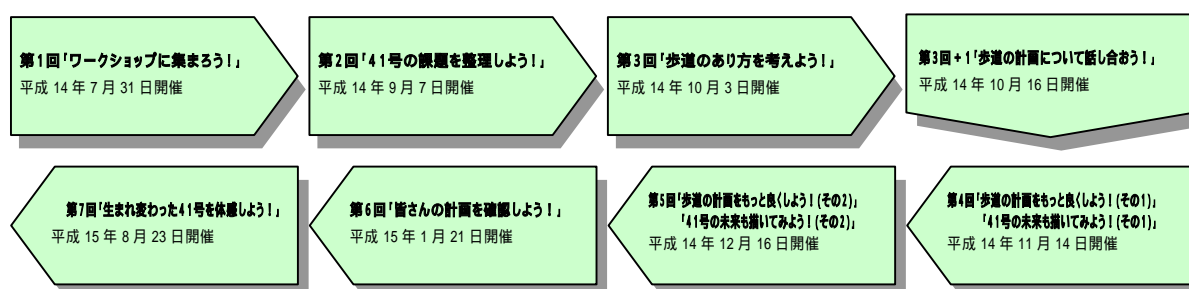 第1回「ワークショップに集まろう！」
平成 14 年 7 月 31 日開催
第2回「41号の課題を整理しよう！」
平成 14 年 9 月 7 日開催
第3回「歩道のあり方を考えよう！」
平成 14 年 10 月 3 日開催
第3回+1「歩道の計画について話し合おう！」
平成 14 年 10 月 16 日開催
第4回「歩道の計画をもっと良くしよう！(その1)」
「41号の未来も描いてみよう！(その1)」
平成 14 年 11 月 14 日開催
第5回「歩道の計画をもっと良くしよう！(その2)」
「41号の未来も描いてみよう！(その2)」
平成 14 年 12 月 16 日開催
第6回「皆さんの計画を確認しよう！」
平成 15 年 1 月 21 日開催
第7回「生まれ変わった41号を体感しよう！」
平成 15 年 8 月 23 日開催